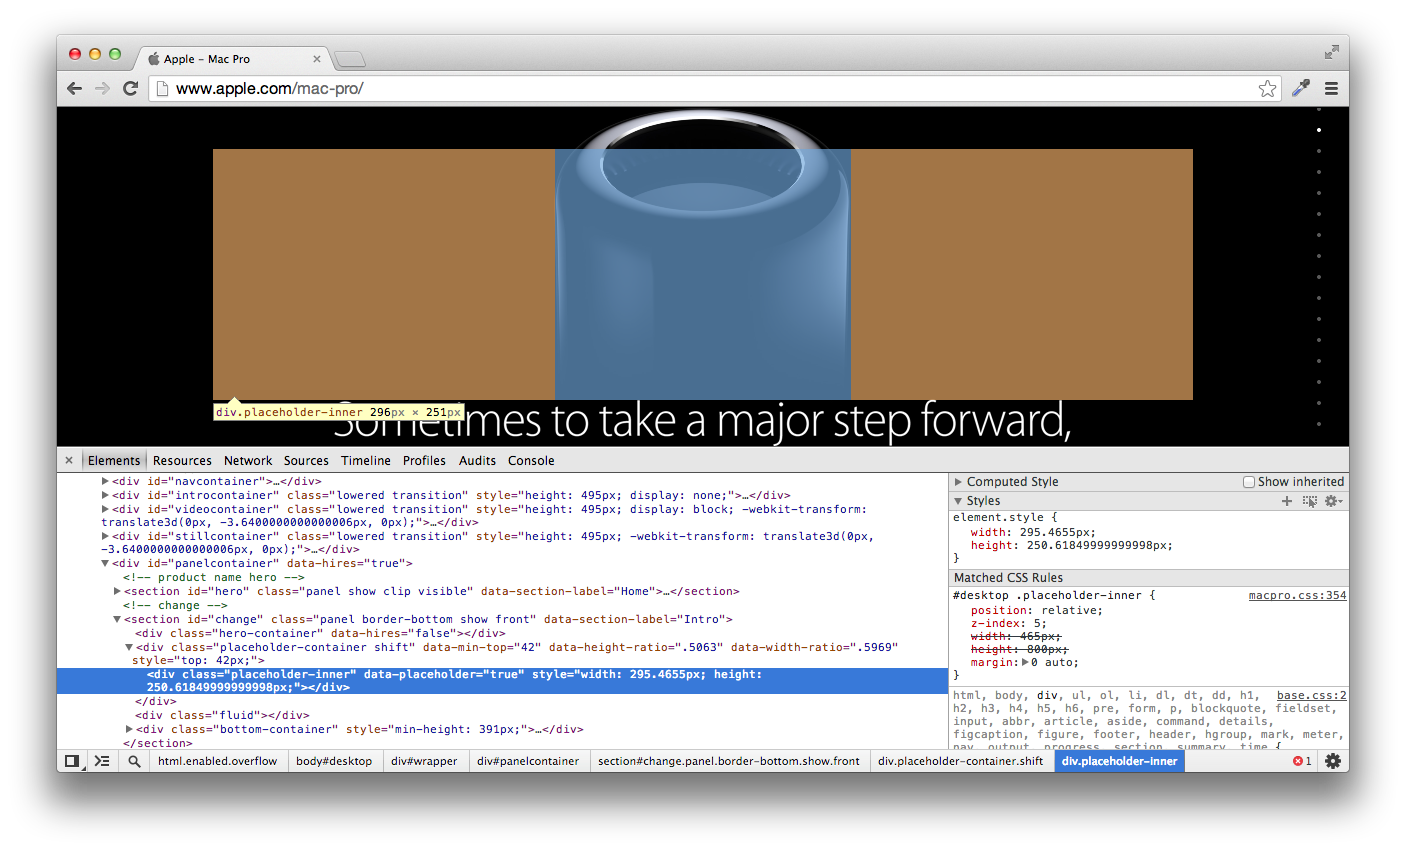 Apple – Mac Pro
www.apple.com/mac-pro/
div.placeholder-inner 296px × 251px
Sometimes to take a major step forward,
Elements Resources Network Sources Timeline Profiles Audits Console
<div id="navcontainer">…</div>
<div id="introcontainer" class="lowered transition" style="height: 495px; display: none;">…</div>
<div id="videocontainer" class="lowered transition" style="height: 495px; display: block; -webkit-transform:
translate3d(0px, -3.6400000000000006px, 0px);">…</div>
<div id="stillcontainer" class="lowered transition" style="height: 495px; -webkit-transform: translate3d(0px,
-3.6400000000000006px, 0px);">…</div>
<div id="panelcontainer" data-hires="true">
<!-- product name hero -->
<section id="hero" class="panel show clip visible" data-section-label="Home">…</section>
<!-- change -->
<section id="change" class="panel border-bottom show front" data-section-label="Intro">
<div class="hero-container" data-hires="false"></div>
<div class="placeholder-container shift" data-min-top="42" data-height-ratio=".5063" data-width-ratio=".5969"
style="top: 42px;">
<div class="placeholder-inner" data-placeholder="true" style="width: 295.4655px; height:
250.61849999999998px;"></div>
</div>
<div class="fluid"></div>
<div class="bottom-container" style="min-height: 391px;">…</div>
</section>
Computed Style Show inherited
Styles
element.style {
width: 295.4655px;
height: 250.61849999999998px;
}
Matched CSS Rules
#desktop .placeholder-inner { macpro.css:354
position: relative;
z-index: 5;
width: 465px;
height: 800px;
margin: 0 auto;
}
html, body, div, ul, ol, li, dl, dt, dd, h1, base.css:2
h2, h3, h4, h5, h6, pre, form, p, blockquote, fieldset,
input, abbr, article, aside, command, details,
figcaption, figure, footer, header, hgroup, mark, meter,
nav, output, progress, section, summary, time {
html.enabled.overflow body#desktop div#wrapper div#panelcontainer section#change.panel.border-bottom.show.front div.placeholder-container.shift div.placeholder-inner 1